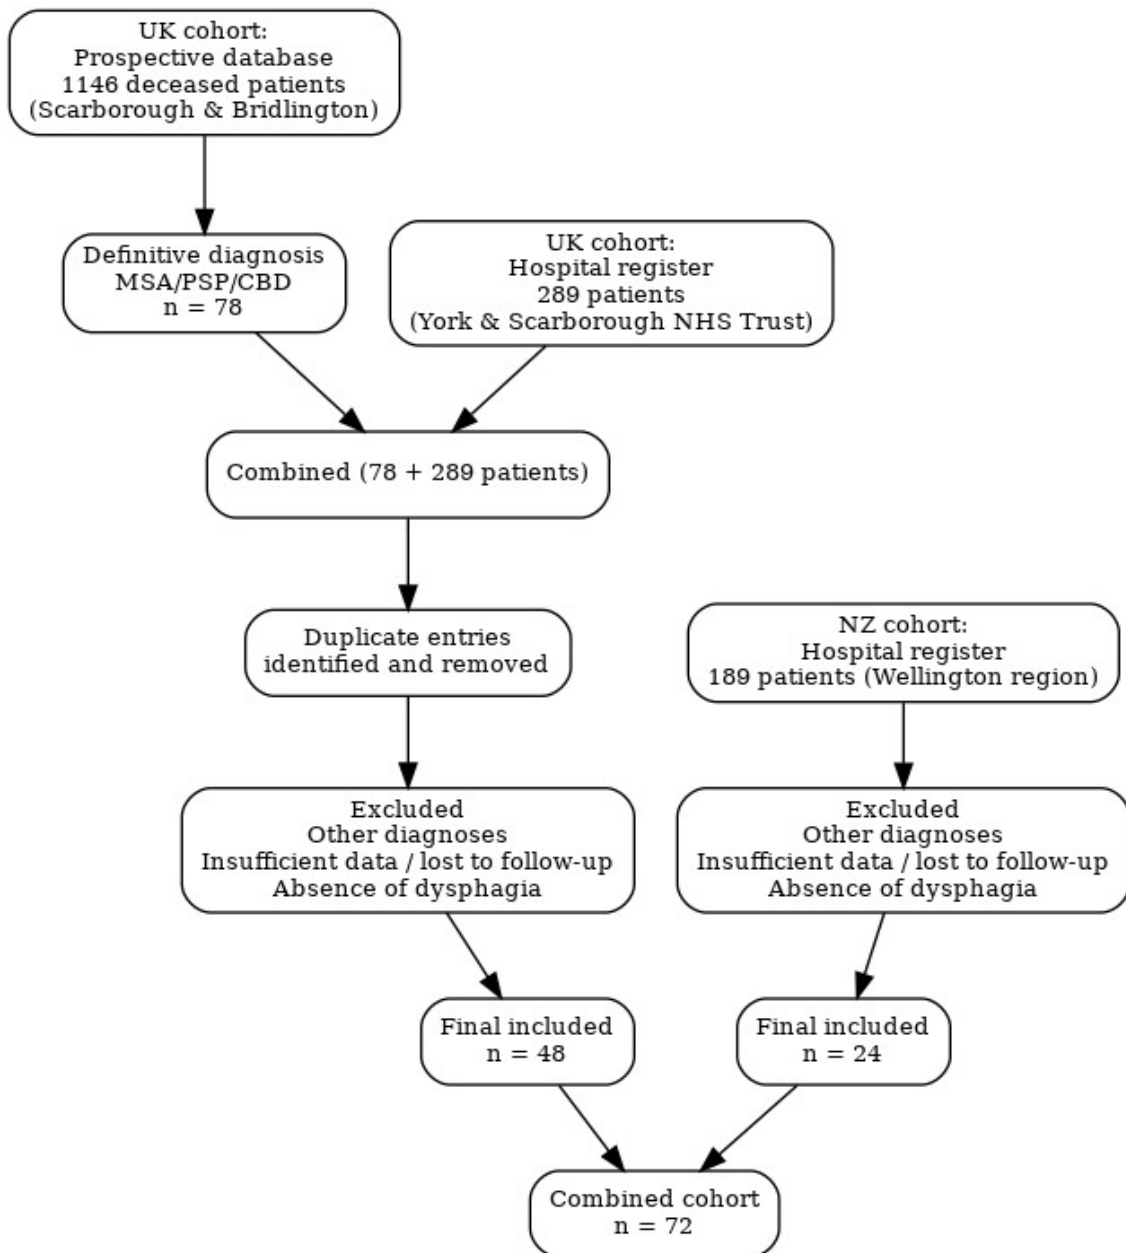 UK cohort:
Prospective database
1146 deceased patients
(Scarborough & Bridlington)
Definitive diagnosis
MSA/PSP/CBD
n = 78
UK cohort:
Hospital register
289 patients
(York & Scarborough NHS Trust)
Combined (78 + 289 patients)
Duplicate entries
identified and removed
NZ cohort:
Hospital register
189 patients (Wellington region)
Excluded
Other diagnoses
Insufficient data / lost to follow-up
Absence of dysphagia
Excluded
Other diagnoses
Insufficient data / lost to follow-up
Absence of dysphagia
Final included
n = 48
Final included
n = 24
Combined cohort
n = 72